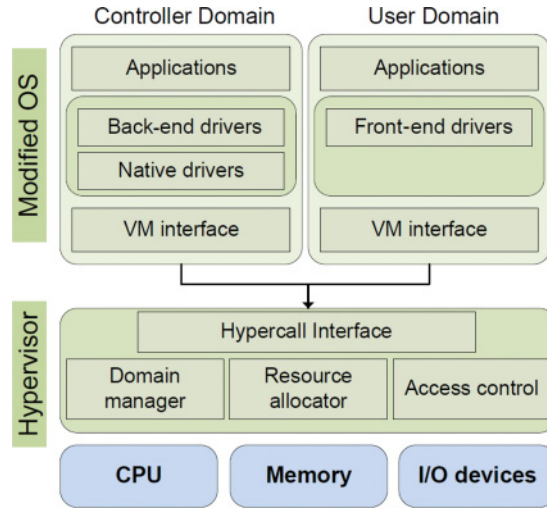 Controller Domain
User Domain
Modified OS
Applications
Applications
Back-end drivers
Front-end drivers
Native drivers
VM interface
VM interface
Hypervisor
Hypercall Interface
Domain
manager
Resource
allocator
Access control
CPU
Memory
I/O devices